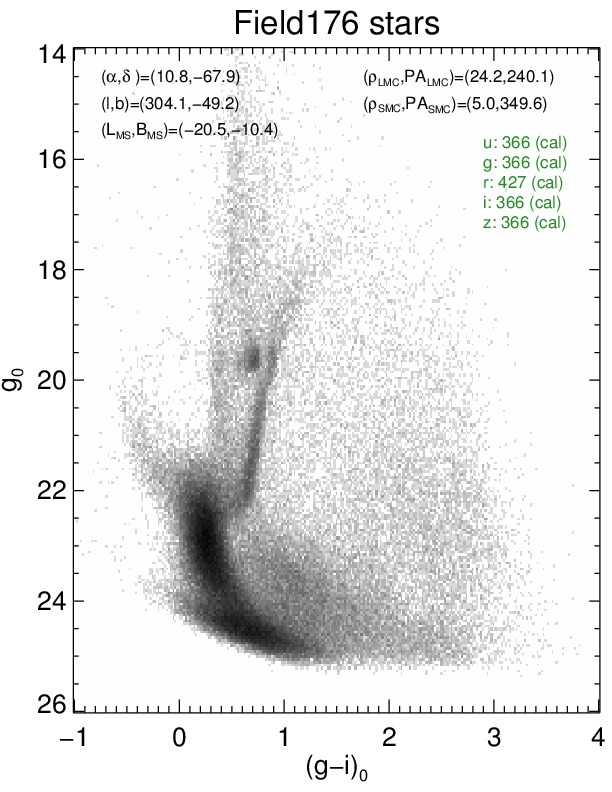 Field176 stars
(α,δ )=(10.8,−67.9)
(l,b)=(304.1,−49.2)
(LMS,BMS)=(−20.5,−10.4)
(ρLMC,PALMC)=(24.2,240.1)
(ρSMC,PASMC)=(5.0,349.6)
u: 366 (cal)
g: 366 (cal)
r: 427 (cal)
i: 366 (cal)
z: 366 (cal)
14
16
18
20
22
24
26
g0
−1 0 1 2 3 4
(g−i)0